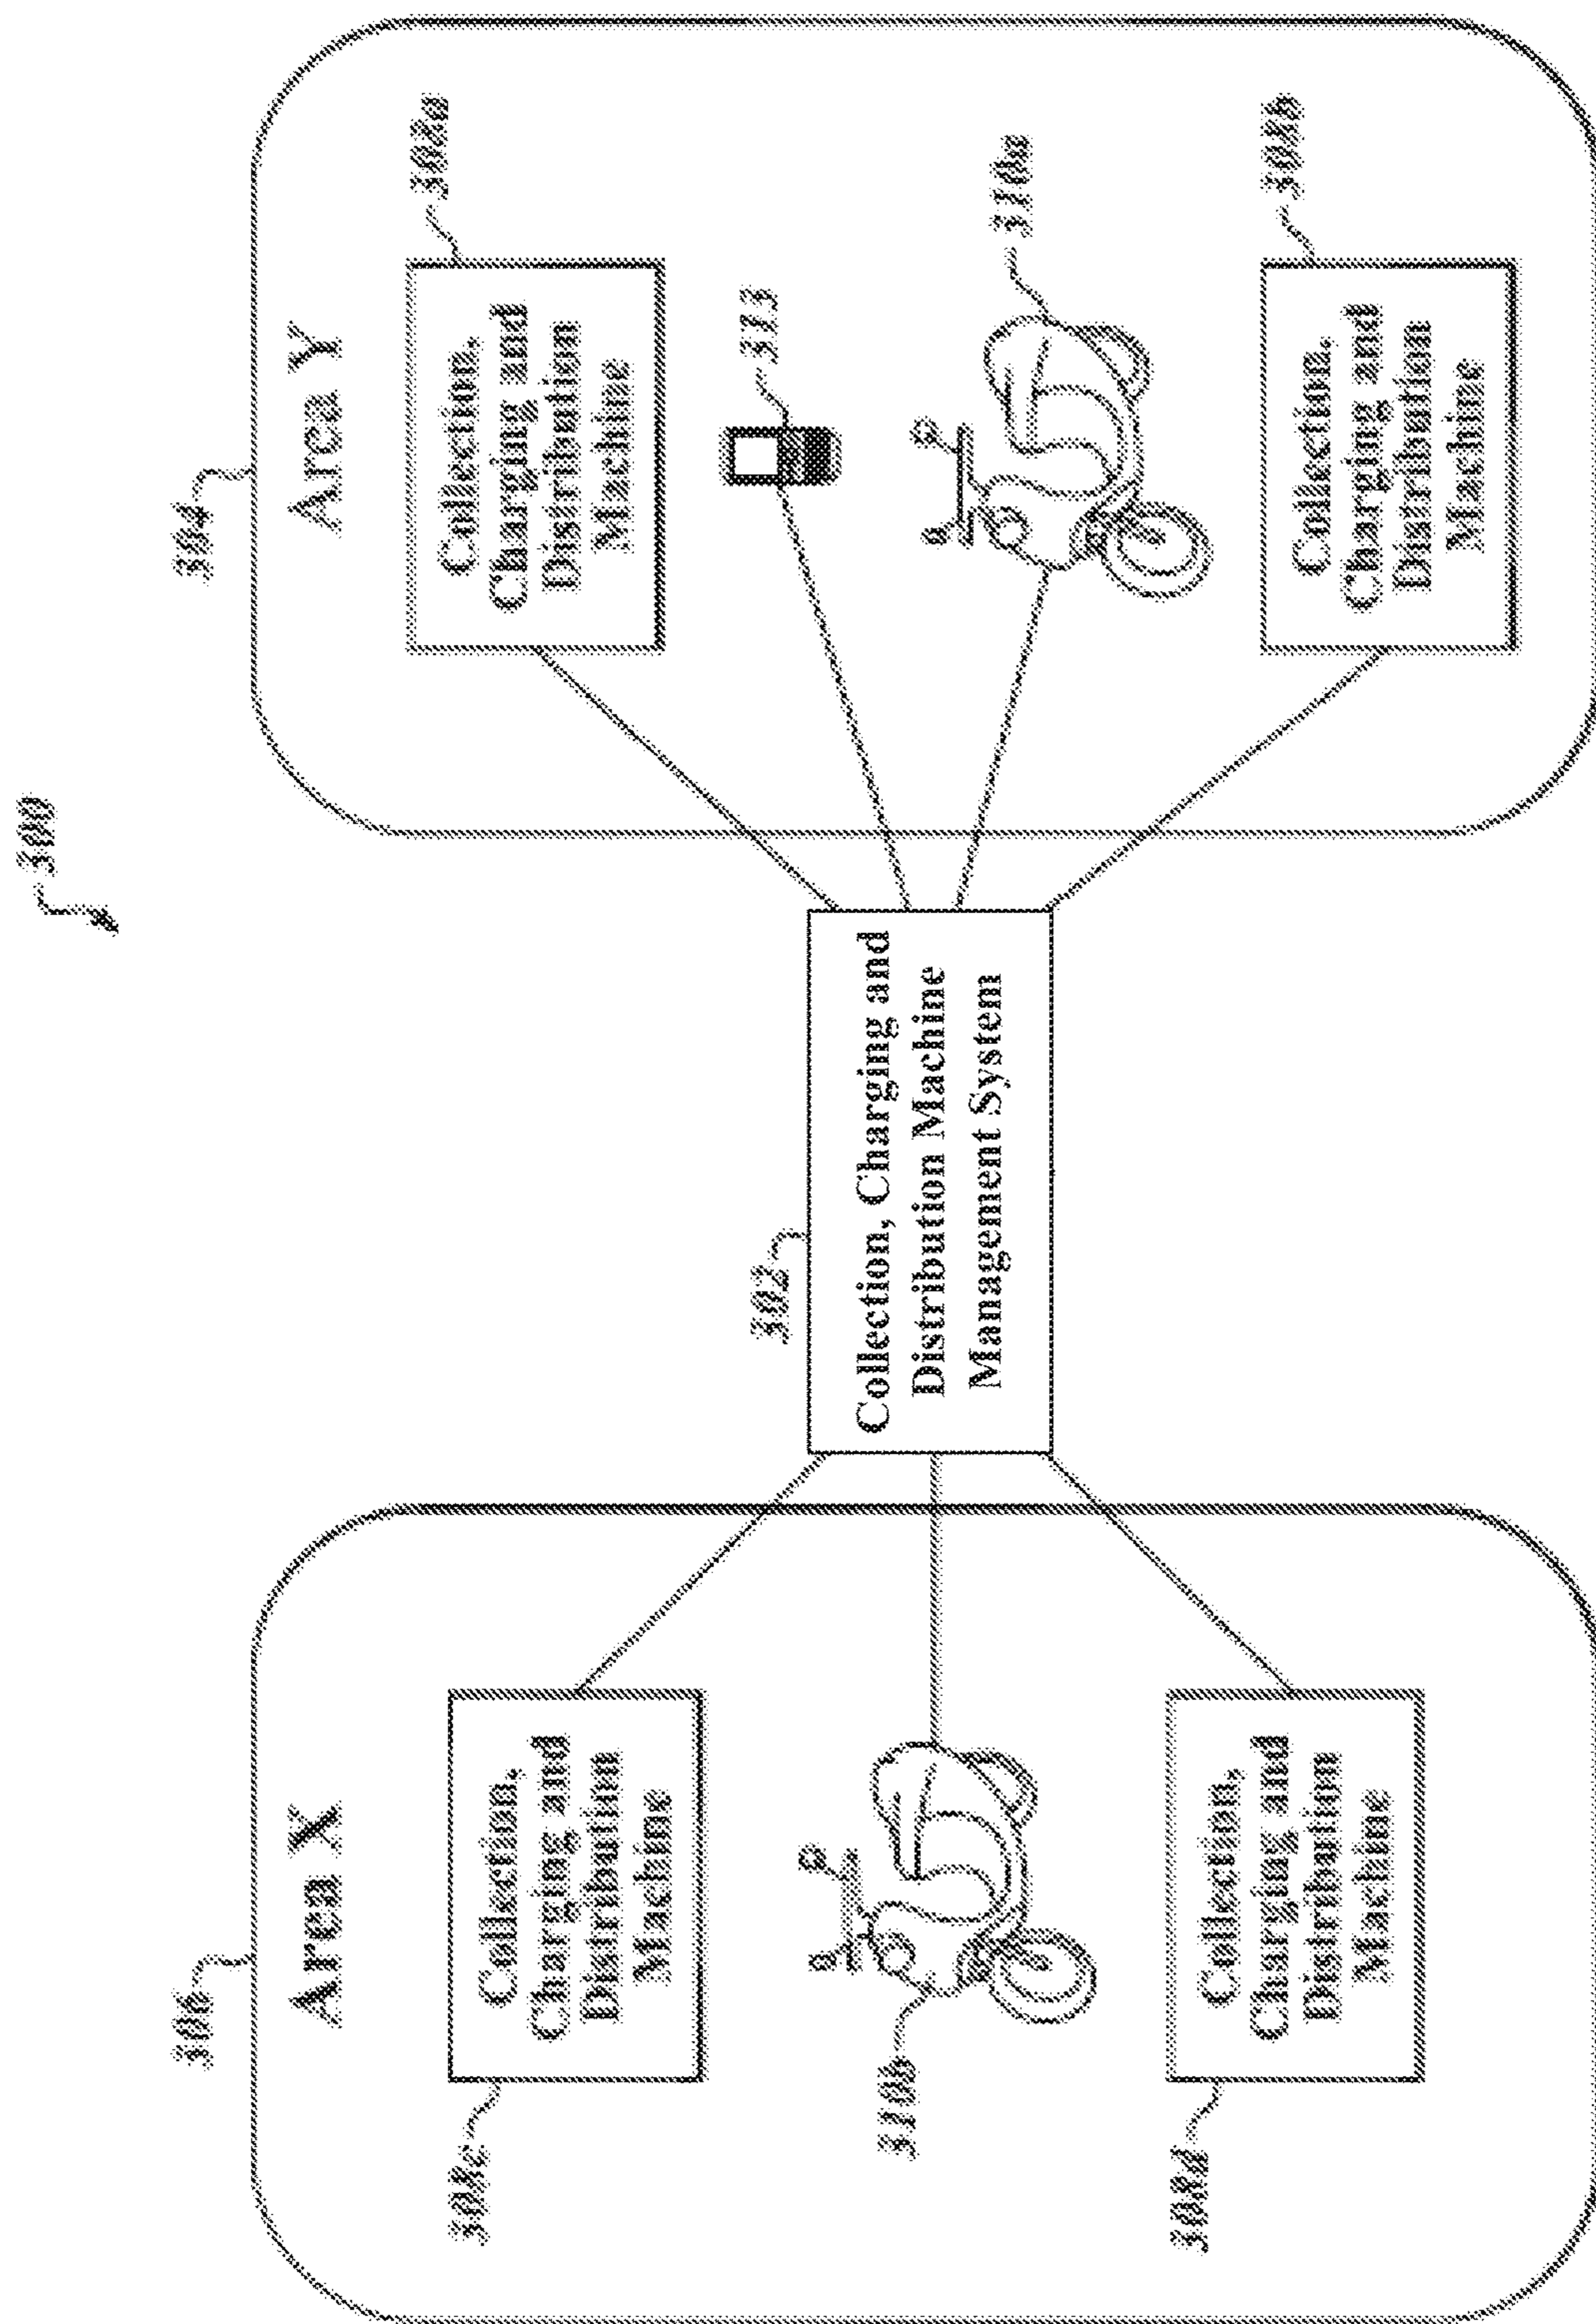 300
306
Area X
308c
Collection,
Charging and
Distribution
Machine
310b
308d
Collection,
Charging and
Distribution
Machine
302
Collection, Charging and
Distribution Machine
Management System
304
Area Y
308a
Collection,
Charging and
Distribution
Machine
313
310a
308b
Collection,
Charging and
Distribution
Machine